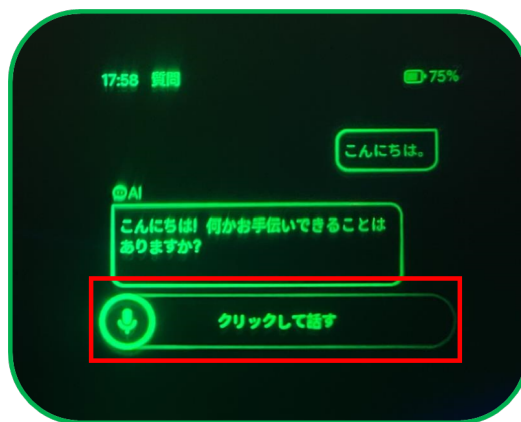 17:58 質問 75%
こんにちは。
AI
こんにちは! 何かお手伝いできることは
ありますか?
クリックして話す